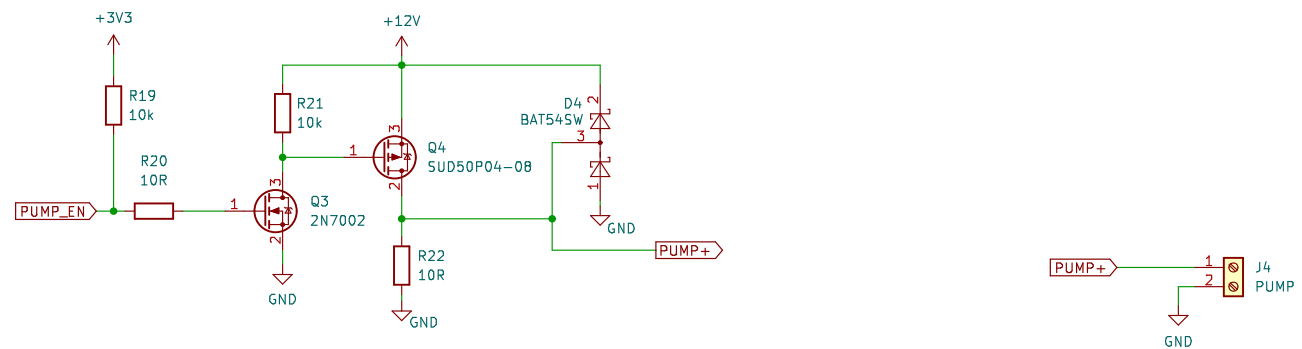 +3V3
+12V
R19
10k
R20
10R
PUMP_EN
1
3
2
Q3
2N7002
GND
R21
10k
1
3
2
Q4
SUD50P04-08
R22
10R
GND
D4
BAT54SW
2
3
1
GND
PUMP+
PUMP+
1
2
J4
PUMP
GND